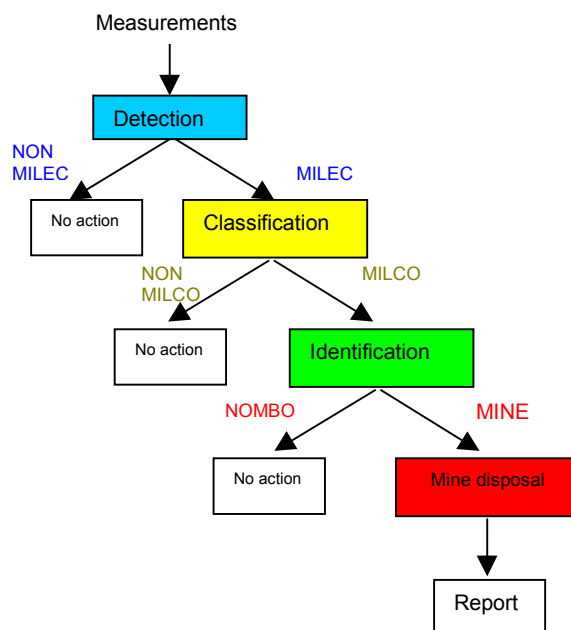 Measurements
Detection
NON
MILEC
MILEC
No action
Classification
NON
MILCO
MILCO
No action
Identification
NOMBO
MINE
No action
Mine disposal
Report